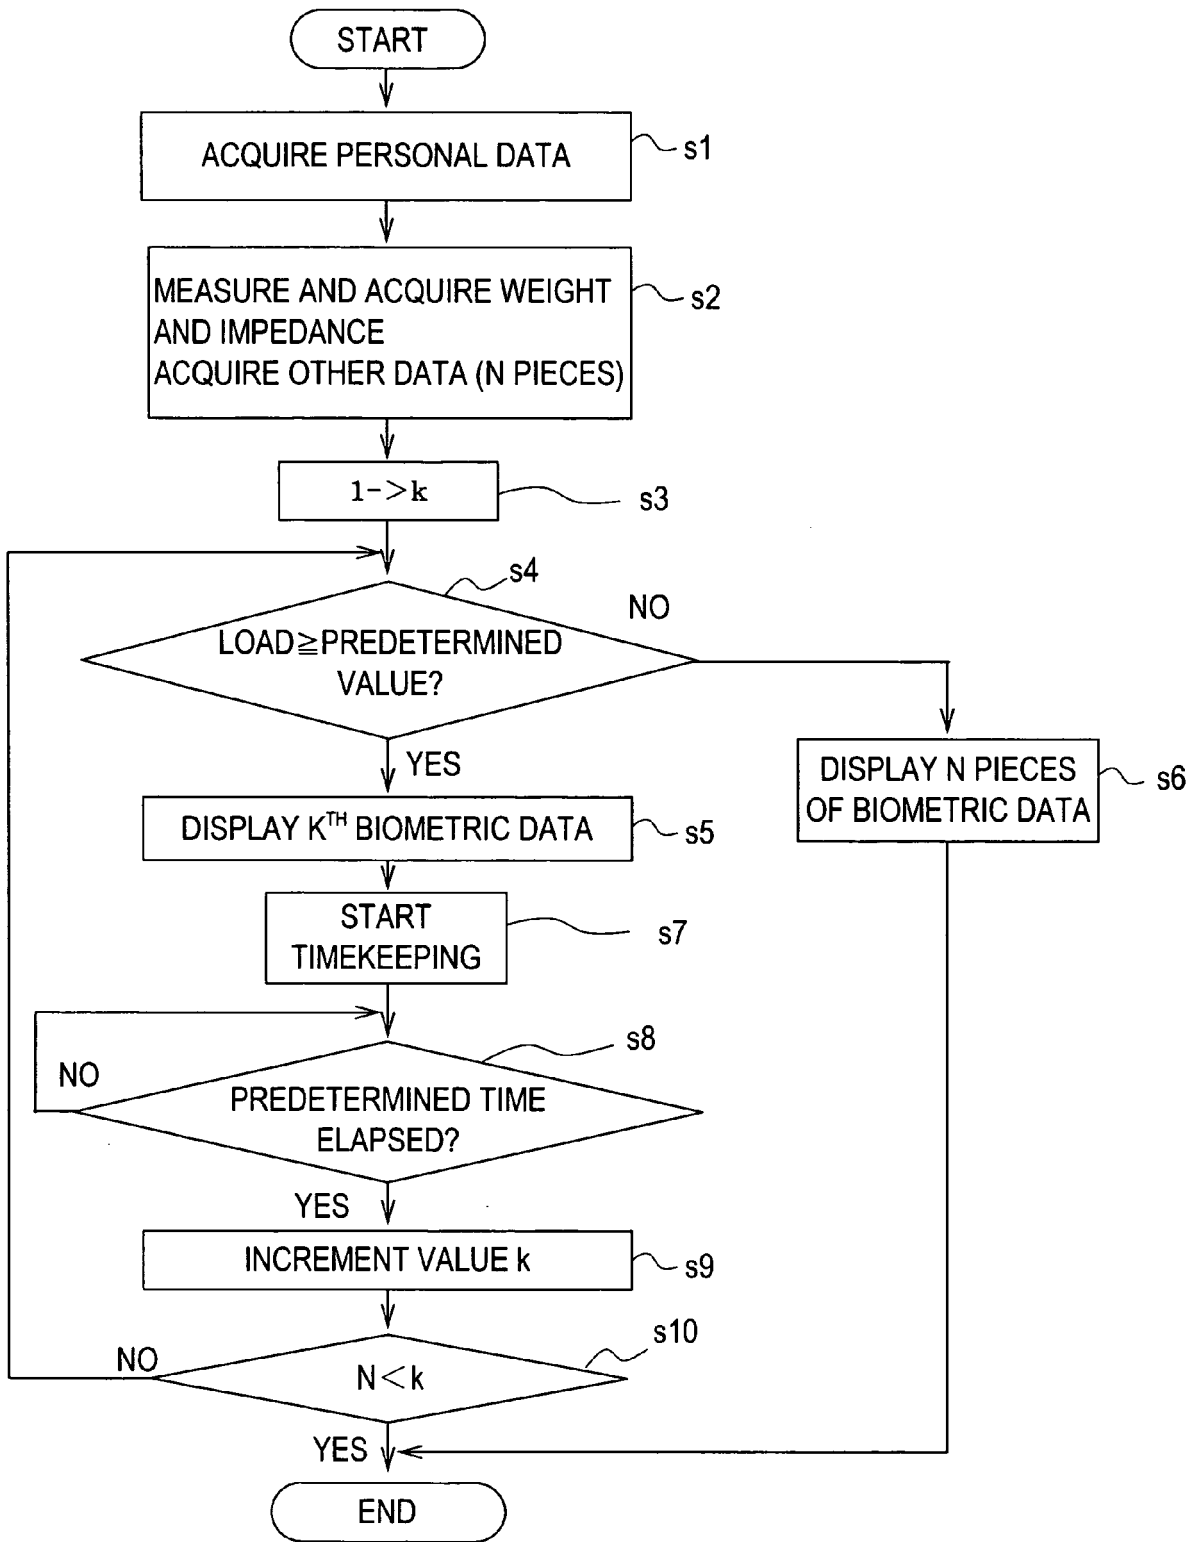 START
ACQUIRE PERSONAL DATA
s1
MEASURE AND ACQUIRE WEIGHT
AND IMPEDANCE
ACQUIRE OTHER DATA (N PIECES)
s2
1->k
s3
s4
LOAD≧PREDETERMINED
VALUE?
NO
YES
DISPLAY N PIECES
OF BIOMETRIC DATA
s6
DISPLAY Kᵀᴴ BIOMETRIC DATA
s5
START
TIMEKEEPING
s7
s8
NO
PREDETERMINED TIME
ELAPSED?
YES
INCREMENT VALUE k
s9
s10
NO
N<k
YES
END